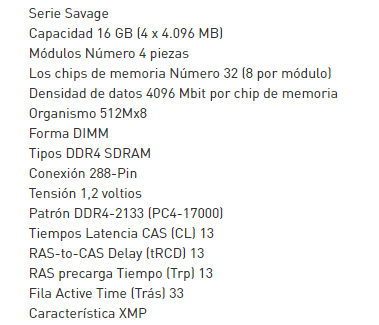 Serie Savage
Capacidad 16 GB (4 x 4.096 MB)
Módulos Número 4 piezas
Los chips de memoria Número 32 (8 por módulo)
Densidad de datos 4096 Mbit por chip de memoria
Organismo 512Mx8
Forma DIMM
Tipos DDR4 SDRAM
Conexión 288-Pin
Tensión 1,2 voltios
Patrón DDR4-2133 (PC4-17000)
Tiempos Latencia CAS (CL) 13
RAS-to-CAS Delay (tRCD) 13
RAS precarga Tiempo (Trp) 13
Fila Active Time (Trás) 33
Característica XMP